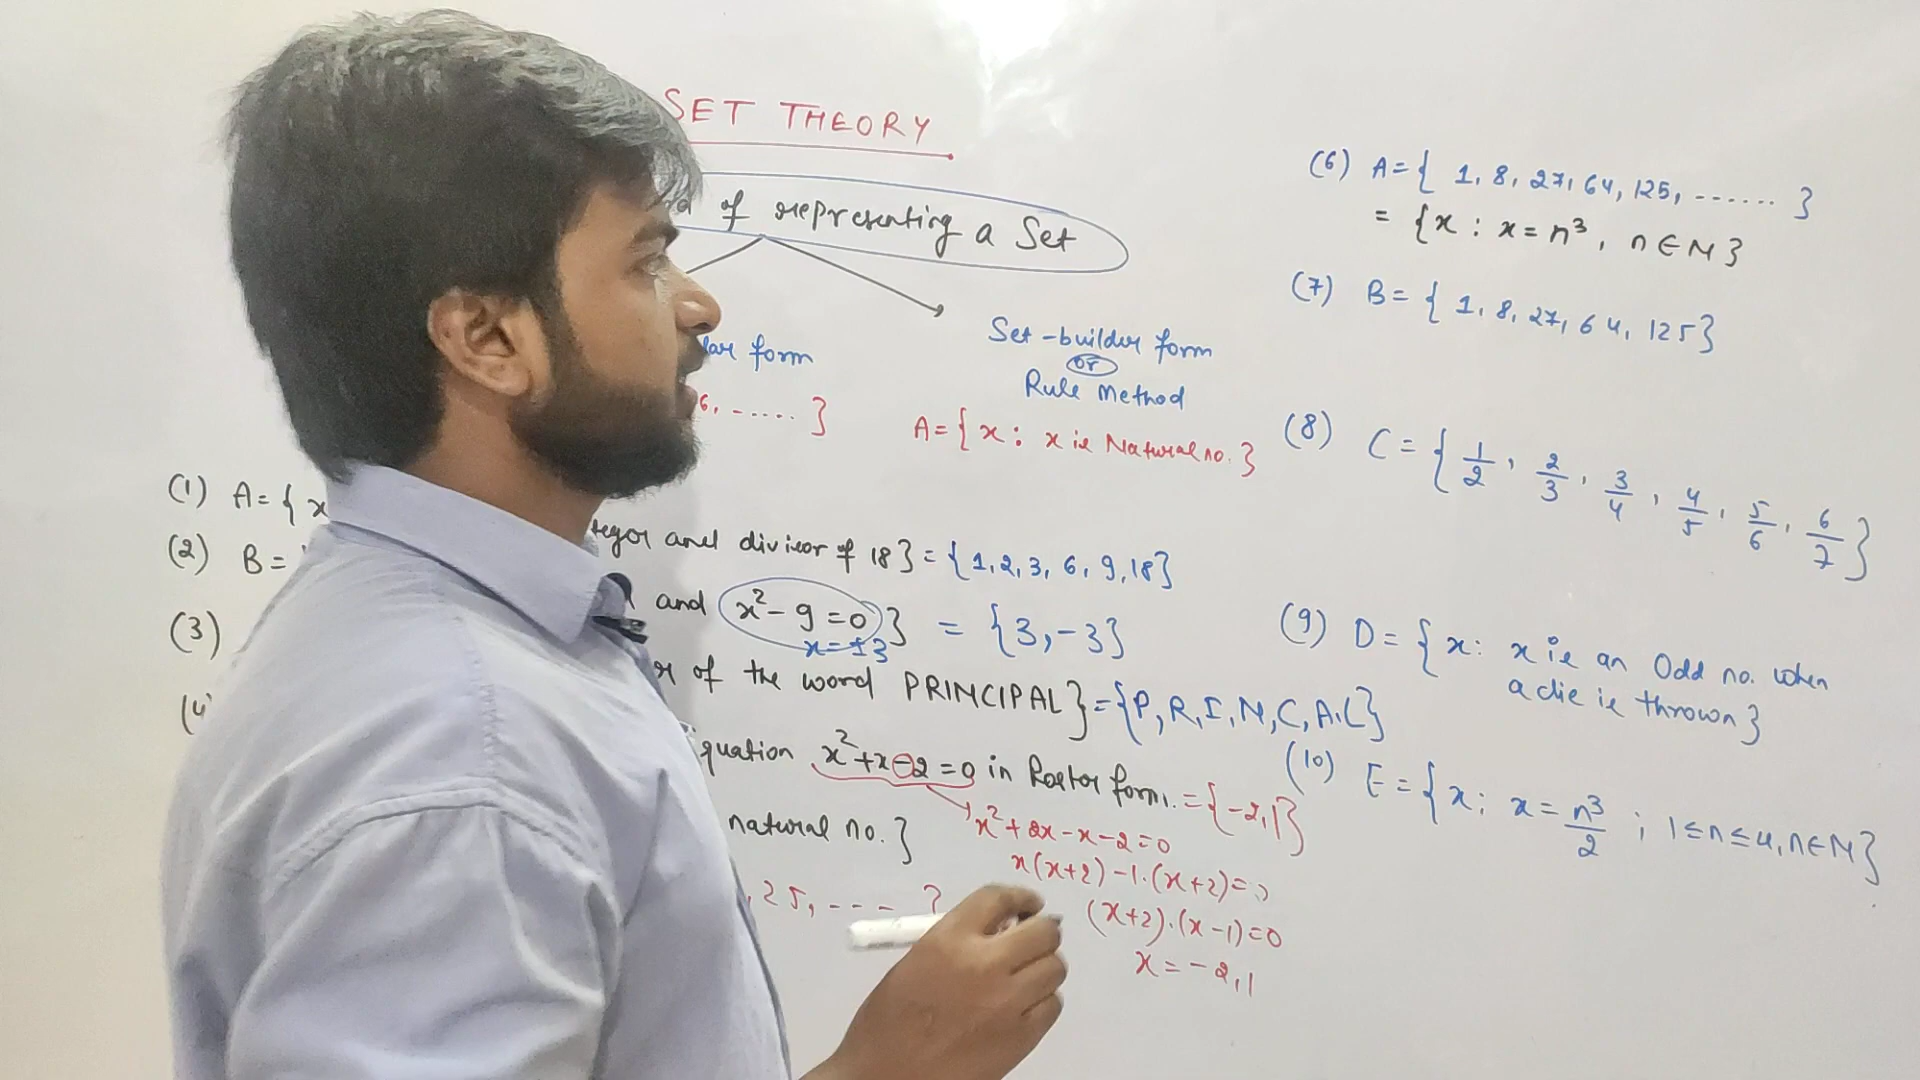 SET THEORY
of representing a Set
lar form
Set-builder form
or
Rule Method
6, ..... }
A={ x: x is Natural no. }
(1) A={ x
tegor and divisor of 18} = {1,2,3, 6, 9,18}
(2) B=
and x²-9=0 } = {3,-3}
x=±3
(3)
r of the word PRINCIPAL}={P,R,I,N,C,A,L}
(4)
quation x²+x-2=0 in Roster form. = {-2,1}
x²+2x-x-2=0
x(x+2)-1.(x+2)=0
(x+2).(x-1)=0
x=-2,1
natural no. }
, 25, ---- }
(6) A={ 1, 8, 27, 64, 125, ....... }
= {x : x=n³, n∈N}
(7) B= { 1, 8, 27, 64, 125}
(8) C= { 1/2, 2/3, 3/4, 4/5, 5/6, 6/7 }
(9) D= { x: x is an Odd no. when
a die is thrown}
(10) E={x: x= n³/2 ; 1≤n≤4, n∈N}